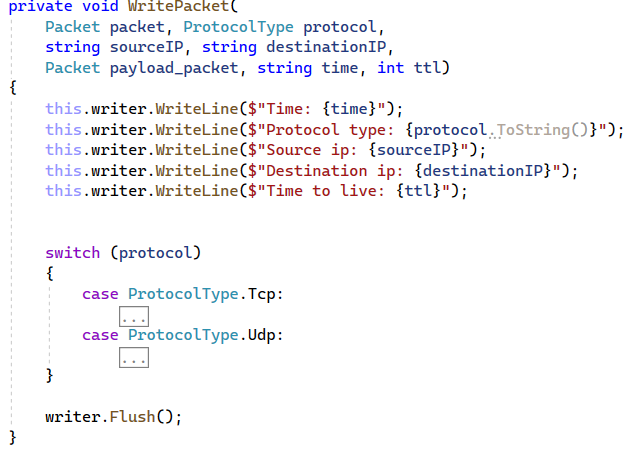 private void WritePacket(
    Packet packet, ProtocolType protocol,
    string sourceIP, string destinationIP,
    Packet payload_packet, string time, int ttl)
{
    this.writer.WriteLine($"Time: {time}");
    this.writer.WriteLine($"Protocol type: {protocol.ToString()}");
    this.writer.WriteLine($"Source ip: {sourceIP}");
    this.writer.WriteLine($"Destination ip: {destinationIP}");
    this.writer.WriteLine($"Time to live: {ttl}");
    switch (protocol)
    {
        case ProtocolType.Tcp:
            ...
        case ProtocolType.Udp:
            ...
    }
    writer.Flush();
}